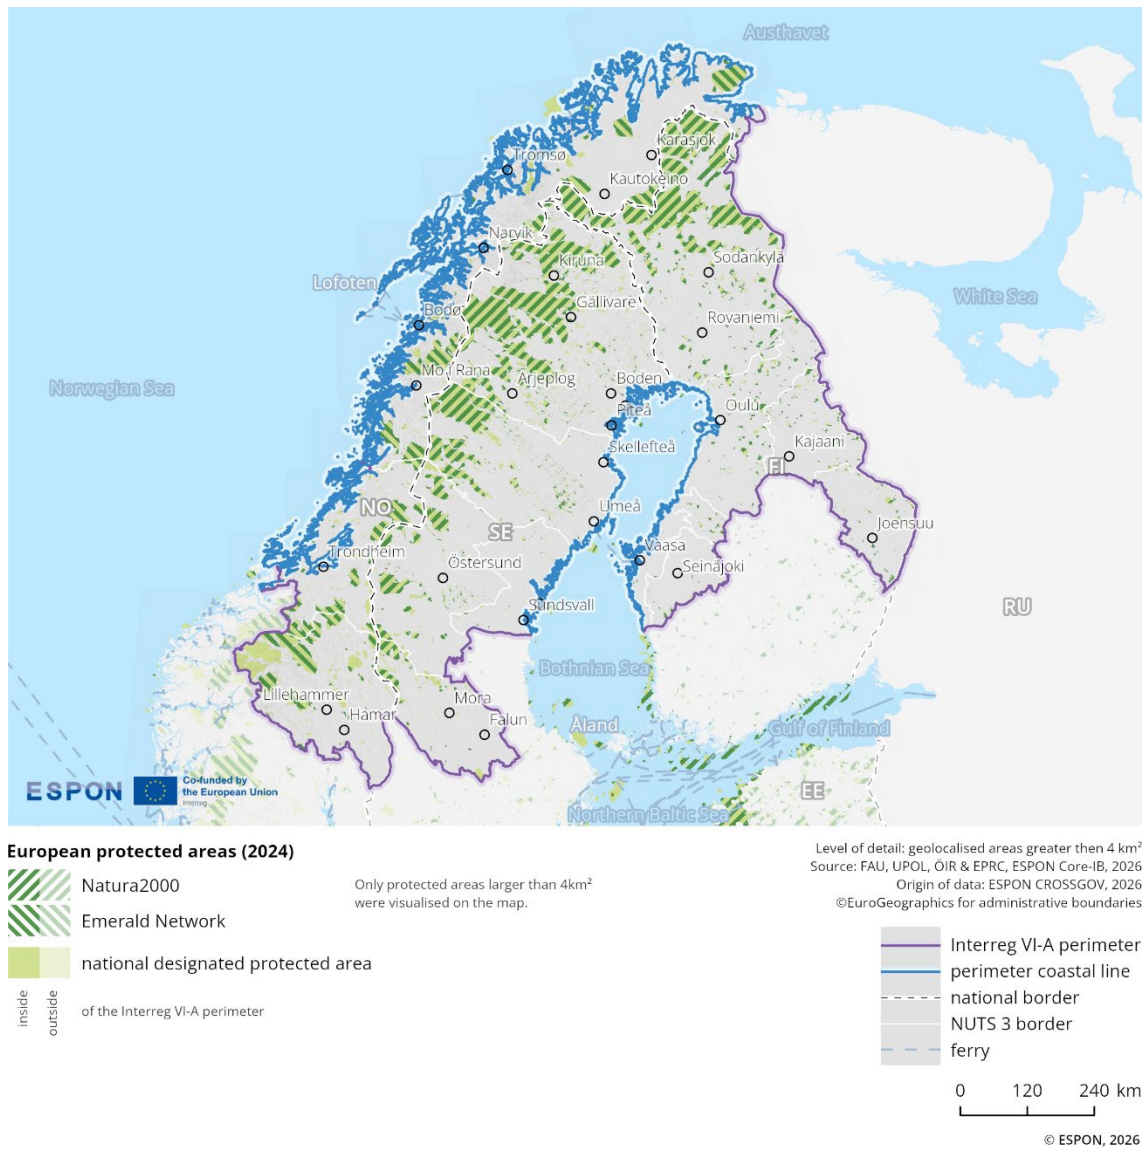 Austhavet
Karasjok
Tromsø
Kautokeino
Narvik
Kiruna
Sodankylä
Lofoten
White Sea
Gällivare
Bodø
Rovaniemi
Norwegian Sea
Mo i Rana
Arjeplog
Boden
Piteå
Oulu
Skellefteå
Kajaani
FI
NO
Umeå
SE
Joensuu
Trondheim
Vaasa
Östersund
Seinäjoki
Sundsvall
RU
Bothnian Sea
Lillehammer
Mora
Hamar
Falun
Åland
Gulf of Finland
EE
Northern Baltic Sea
ESPON
Co-funded by
the European Union
Interreg
European protected areas (2024)
Natura2000
Emerald Network
national designated protected area
inside
outside
of the Interreg VI-A perimeter
Only protected areas larger than 4km²
were visualised on the map.
Level of detail: geolocalised areas greater then 4 km²
Source: FAU, UPOL, ÖIR & EPRC, ESPON Core-IB, 2026
Origin of data: ESPON CROSSGOV, 2026
©EuroGeographics for administrative boundaries
Interreg VI-A perimeter
perimeter coastal line
national border
NUTS 3 border
ferry
0 120 240 km
© ESPON, 2026